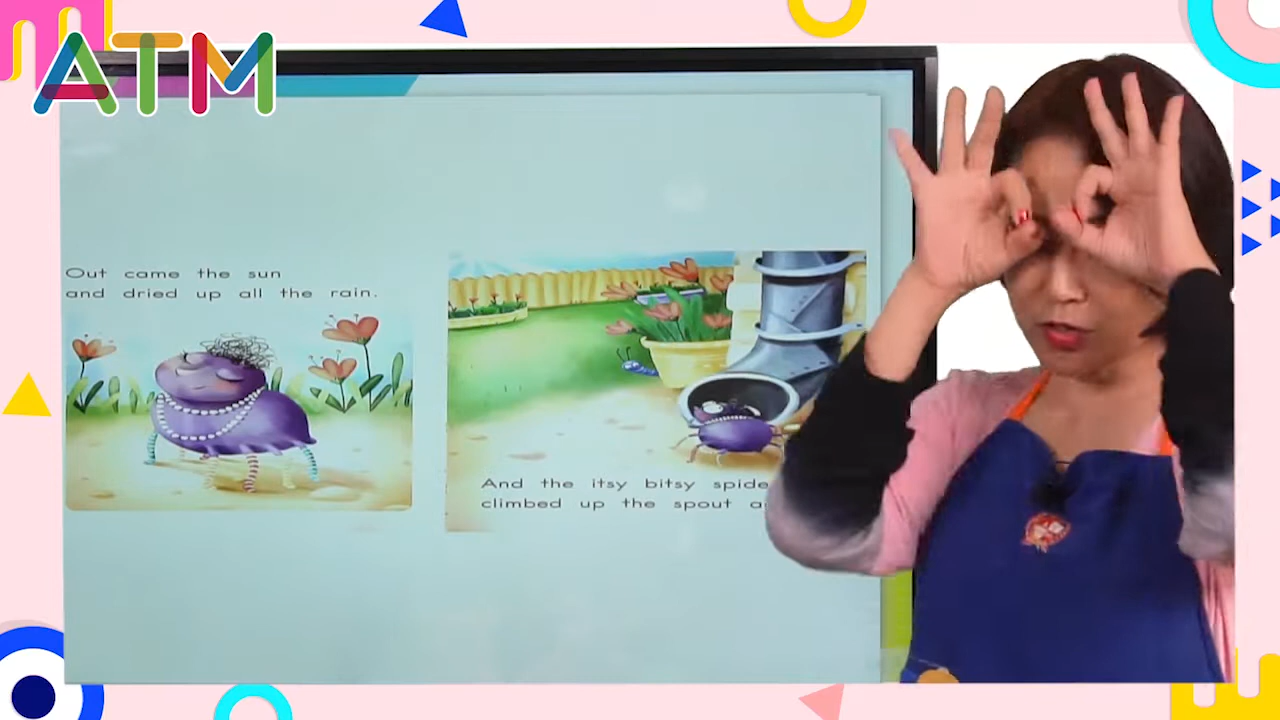 ATM
Out came the sun
and dried up all the rain.
And the itsy bitsy
climbed up the spout